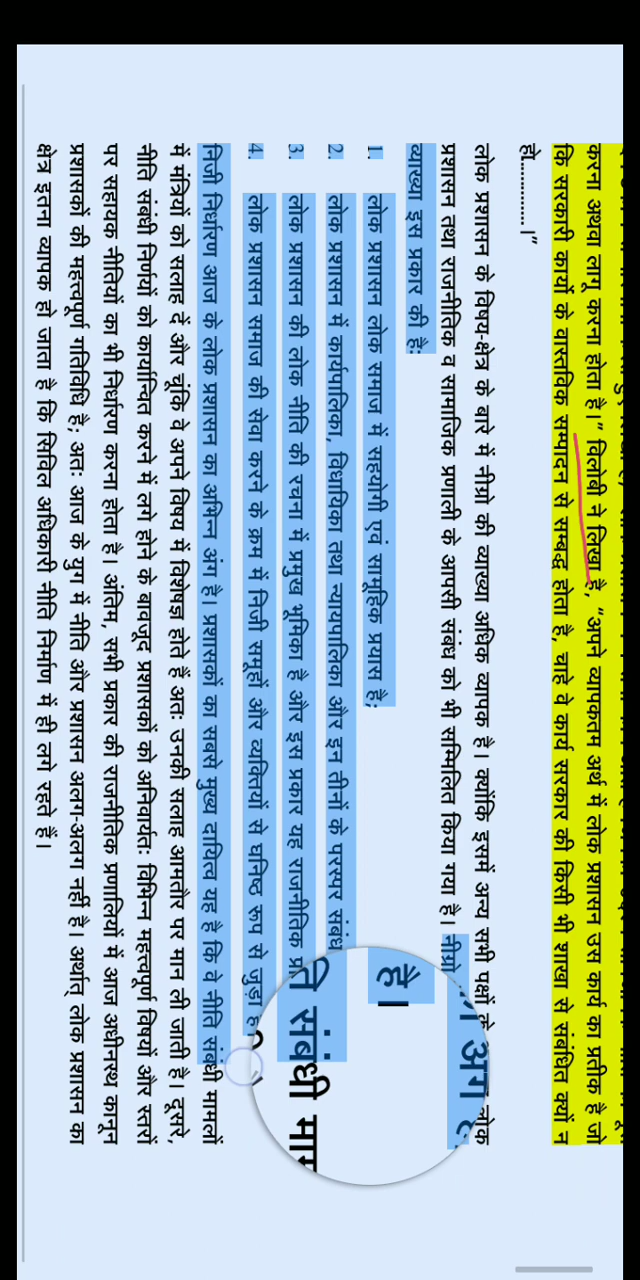 करना अथवा लागू करना होता है।” विलोबी ने लिखा है, “अपने व्यापकतम अर्थ में लोक प्रशासन उस कार्य का प्रतीक है जो
कि सरकारी कार्यों के वास्तविक सम्पादन से सम्बद्ध होता है, चाहे वे कार्य सरकार की किसी भी शाखा से संबंधित क्यों न
हो............।”
लोक प्रशासन के विषय-क्षेत्र के बारे में नीग्रो की व्याख्या अधिक व्यापक है। क्योंकि इसमें अन्य सभी पक्षों के लोक
प्रशासन तथा राजनीतिक व सामाजिक प्रणाली के आपसी संबंध को भी सम्मिलित किया गया है। नीग्रो
व्याख्या इस प्रकार की है:
1. लोक प्रशासन लोक समाज में सहयोगी एवं सामूहिक प्रयास है;
2. लोक प्रशासन में कार्यपालिका, विधायिका तथा न्यायपालिका और इन तीनों के परस्पर संबंध
3. लोक प्रशासन की लोक नीति की रचना में प्रमुख भूमिका है और इस प्रकार यह राजनीतिक
4. लोक प्रशासन समाज की सेवा करने के क्रम में निजी समूहों और व्यक्तियों से घनिष्ठ रूप से जुड़ा
निजी निर्धारण आज के लोक प्रशासन का अभिन्न अंग है। प्रशासकों का सबसे मुख्य दायित्व यह है कि वे नीति संबंधी मामलों
में मंत्रियों को सलाह दें और चूंकि वे अपने विषय में विशेषज्ञ होते हैं अतः उनकी सलाह आमतौर पर मान ली जाती है। दूसरे,
नीति संबंधी निर्णयों को कार्यान्वित करने में लगे होने के बावजूद प्रशासकों को अनिवार्यतः विभिन्न महत्त्वपूर्ण विषयों और स्तरों
पर सहायक नीतियों का भी निर्धारण करना होता है। अंतिम, सभी प्रकार की राजनीतिक प्रणालियों में आज अधीनस्थ कानून
प्रशासकों की महत्त्वपूर्ण गतिविधि है; अतः आज के युग में नीति और प्रशासन अलग-अलग नहीं है। अर्थात् लोक प्रशासन का
क्षेत्र इतना व्यापक हो जाता है कि सिविल अधिकारी नीति निर्माण में ही लगे रहते हैं।
अंग है
है।
ति संबंधी माम